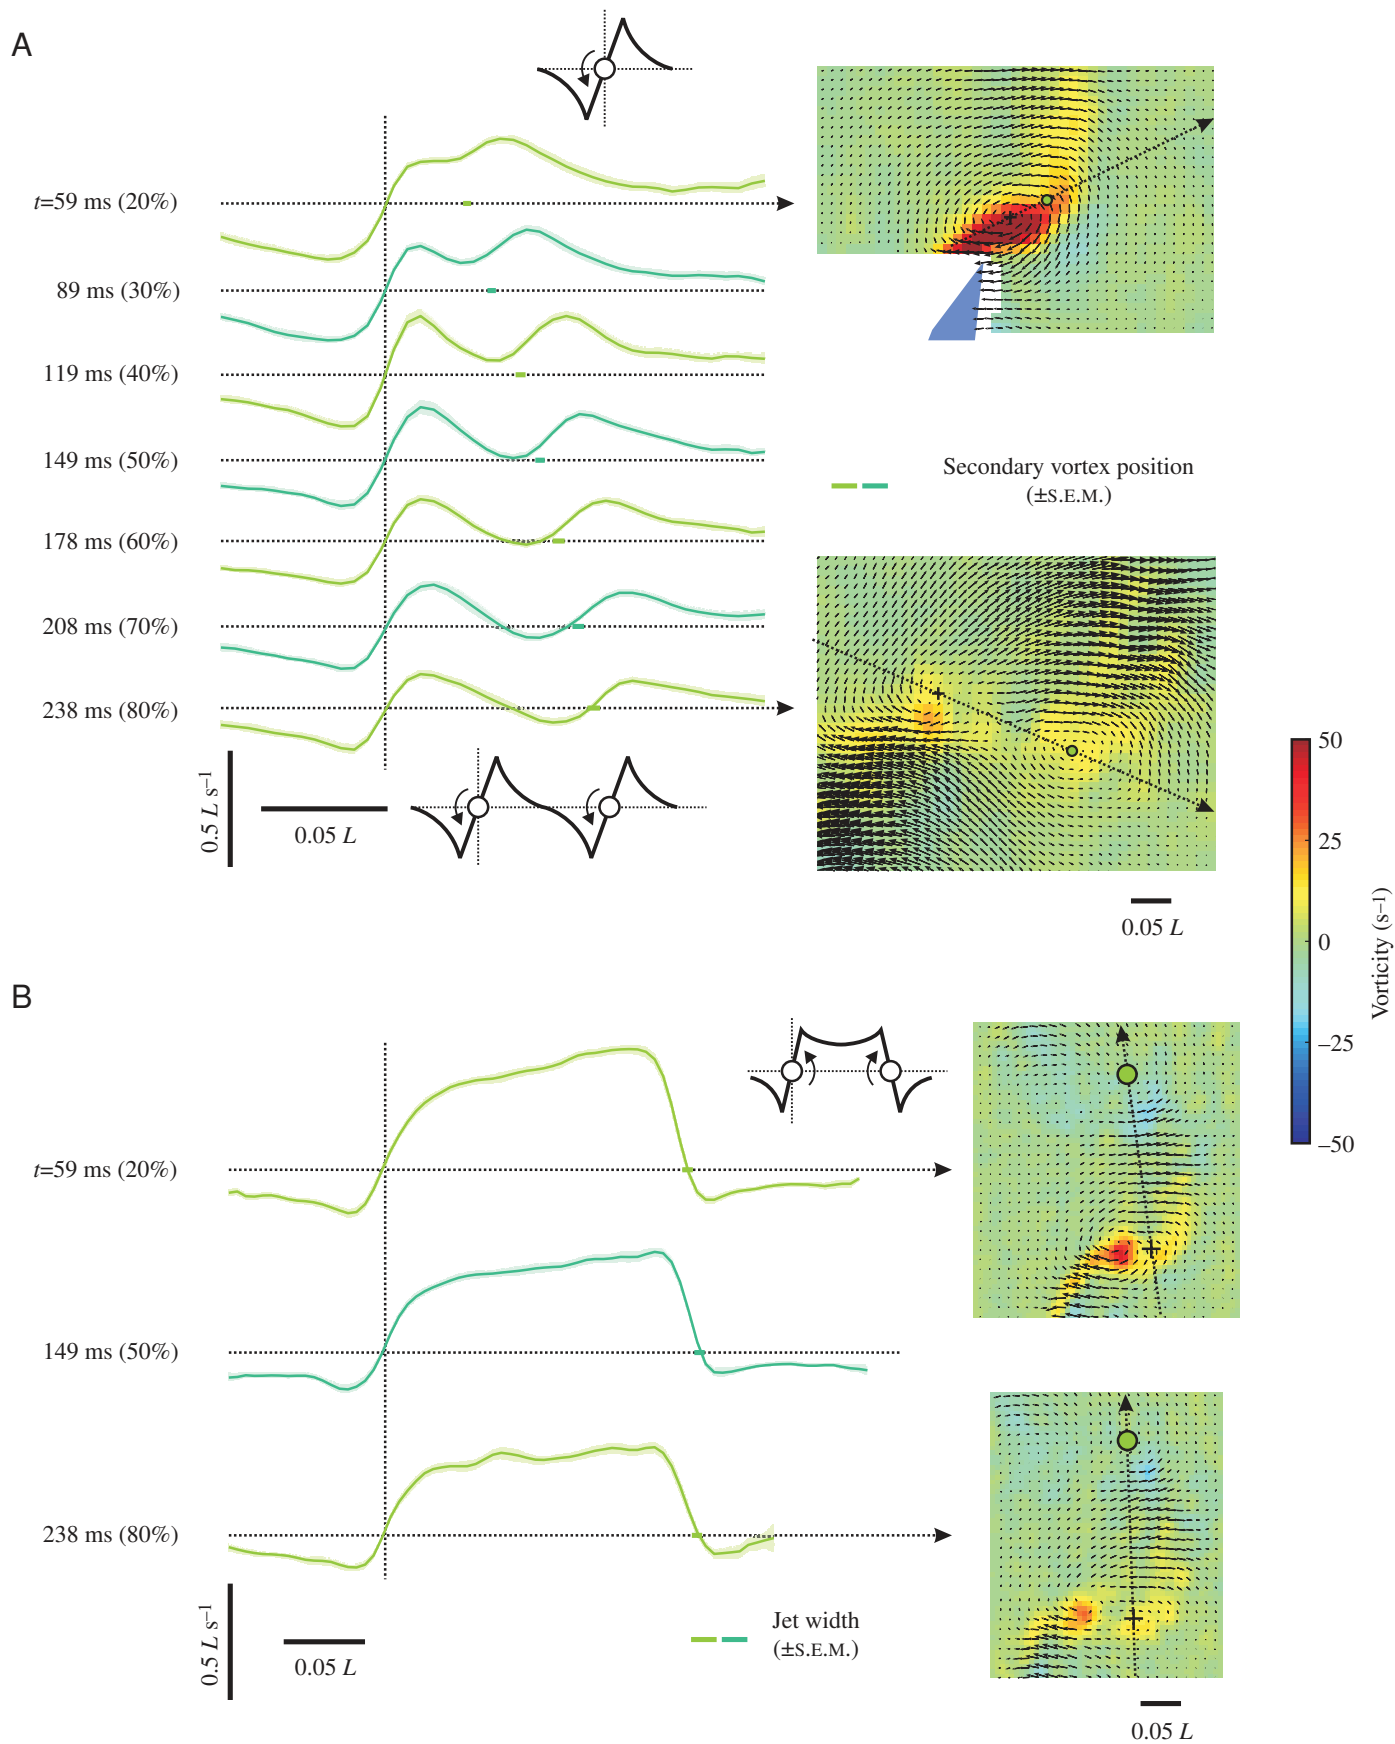 A
t=59 ms (20%)
89 ms (30%)
119 ms (40%)
149 ms (50%)
178 ms (60%)
208 ms (70%)
238 ms (80%)
0.5 L s–1
0.05 L
Secondary vortex position
(±S.E.M.)
0.05 L
50
25
0
–25
–50
Vorticity (s–1)
B
t=59 ms (20%)
149 ms (50%)
238 ms (80%)
0.5 L s–1
0.05 L
Jet width
(±S.E.M.)
0.05 L